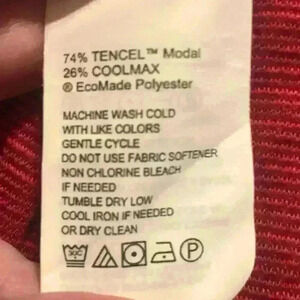 74% TENCEL™ Modal
26% COOLMAX
® EcoMade Polyester
MACHINE WASH COLD
WITH LIKE COLORS
GENTLE CYCLE
DO NOT USE FABRIC SOFTENER
NON CHLORINE BLEACH
IF NEEDED
TUMBLE DRY LOW
COOL IRON IF NEEDED
OR DRY CLEAN
30C P